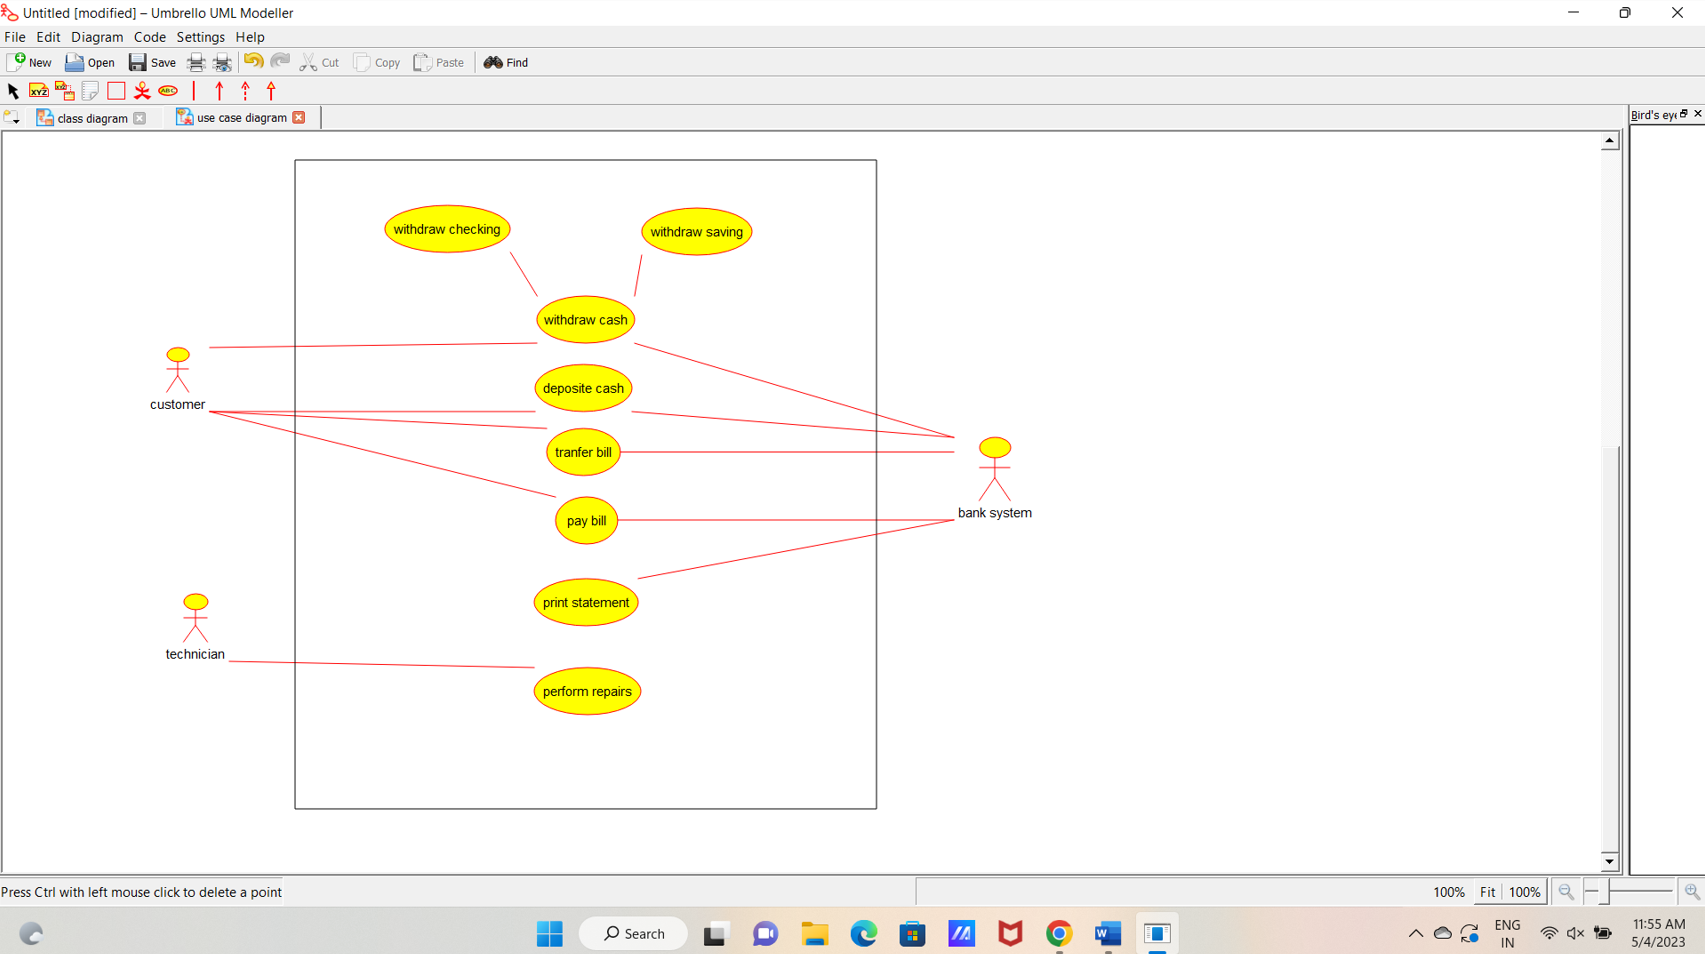 Untitled [modified] – Umbrello UML Modeller
File Edit Diagram Code Settings Help
New Open Save Cut Copy Paste Find
XYZ XYZ ABC
class diagram use case diagram
Bird's eye
withdraw checking
withdraw saving
withdraw cash
customer
deposite cash
tranfer bill
bank system
pay bill
print statement
technician
perform repairs
Press Ctrl with left mouse click to delete a point
100% Fit 100%
Search
W
ENG
IN
11:55 AM
5/4/2023